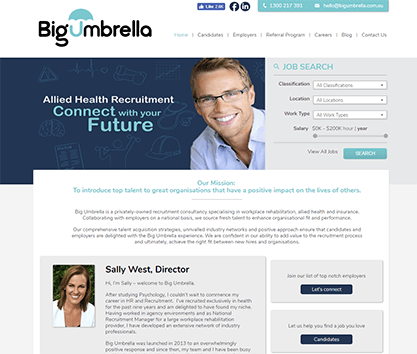 Like 2.6K
1300 217 391
hello@bigumbrella.com.au
BigUmbrella
Home | Candidates | Employers | Referral Program | Careers | Blog | Contact Us
Allied Health Recruitment
Connect with your
Future
JOB SEARCH
Classification All Classifications
Location All Locations
Work Type All Work Types
Salary $0K - $200K hour | year
View All Jobs SEARCH
Our Mission:
To introduce top talent to great organisations that have a positive impact on the lives of others.
Big Umbrella is a privately-owned recruitment consultancy specialising in workplace rehabilitation, allied health and insurance.
Collaborating with employers on a national basis, we source fresh talent to enhance organisational fit and performance.
Our comprehensive talent acquisition strategies, unrivalled industry networks and positive approach ensure that candidates
and employers are delighted with the Big Umbrella experience. We are confident in our ability to add value to the recruitment process
and ultimately, achieve the right fit between new hires and organisations.
Sally West, Director
Hi, I'm Sally – welcome to Big Umbrella.
After studying Psychology, I couldn't wait to commence my
career in HR and Recruitment. I've recruited exclusively in health
for the past nine years and am delighted to have found my niche.
Having worked in agency environments and as National
Recruitment Manager for a large workplace rehabilitation
provider, I have developed an extensive network of industry
professionals.
Big Umbrella was launched in 2013 to an overwhelmingly
positive response since then, my team and I have been busy
Join our list of top notch employers
Let's connect
Let us help you find a job you love
Candidates